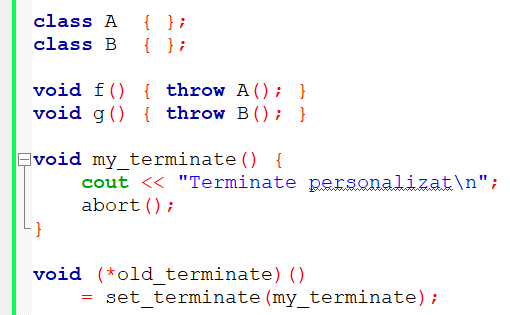 class A  { };
class B  { };
void f() { throw A(); }
void g() { throw B(); }
void my_terminate() {
    cout << "Terminate personalizat\n";
    abort();
}
void (*old_terminate)()
    = set_terminate(my_terminate);